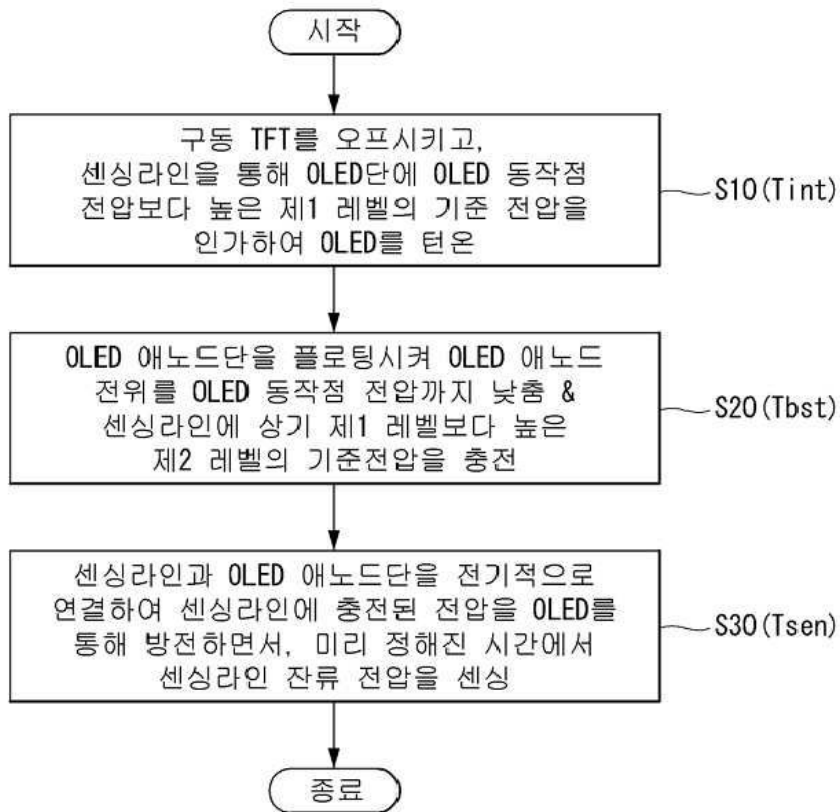 시작
구동 TFT를 오프시키고,
센싱라인을 통해 OLED단에 OLED 동작점
전압보다 높은 제1 레벨의 기준 전압을
인가하여 OLED를 턴온
S10(Tint)
OLED 애노드단을 플로팅시켜 OLED 애노드
전위를 OLED 동작점 전압까지 낮춤 &
센싱라인에 상기 제1 레벨보다 높은
제2 레벨의 기준전압을 충전
S20(Tbst)
센싱라인과 OLED 애노드단을 전기적으로
연결하여 센싱라인에 충전된 전압을 OLED를
통해 방전하면서, 미리 정해진 시간에서
센싱라인 잔류 전압을 센싱
S30(Tsen)
종료